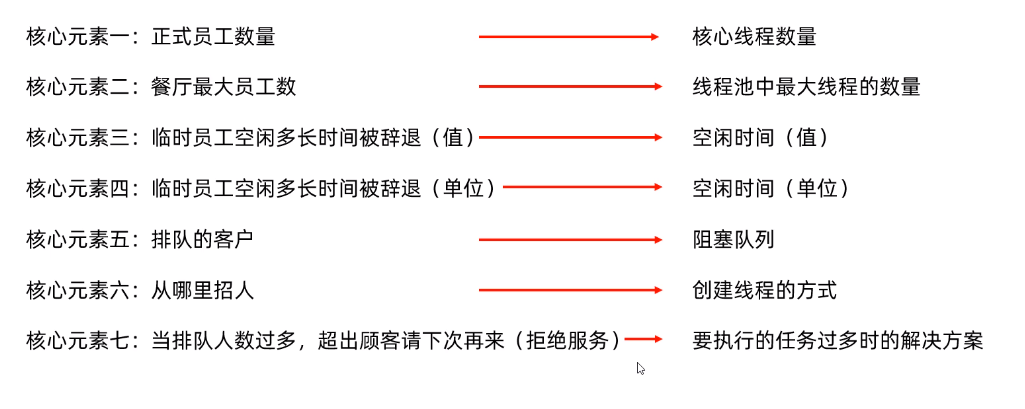 核心元素一：正式员工数量 核心线程数量
核心元素二：餐厅最大员工数 线程池中最大线程的数量
核心元素三：临时员工空闲多长时间被辞退（值） 空闲时间（值）
核心元素四：临时员工空闲多长时间被辞退（单位） 空闲时间（单位）
核心元素五：排队的客户 阻塞队列
核心元素六：从哪里招人 创建线程的方式
核心元素七：当排队人数过多，超出顾客请下次再来（拒绝服务） 要执行的任务过多时的解决方案